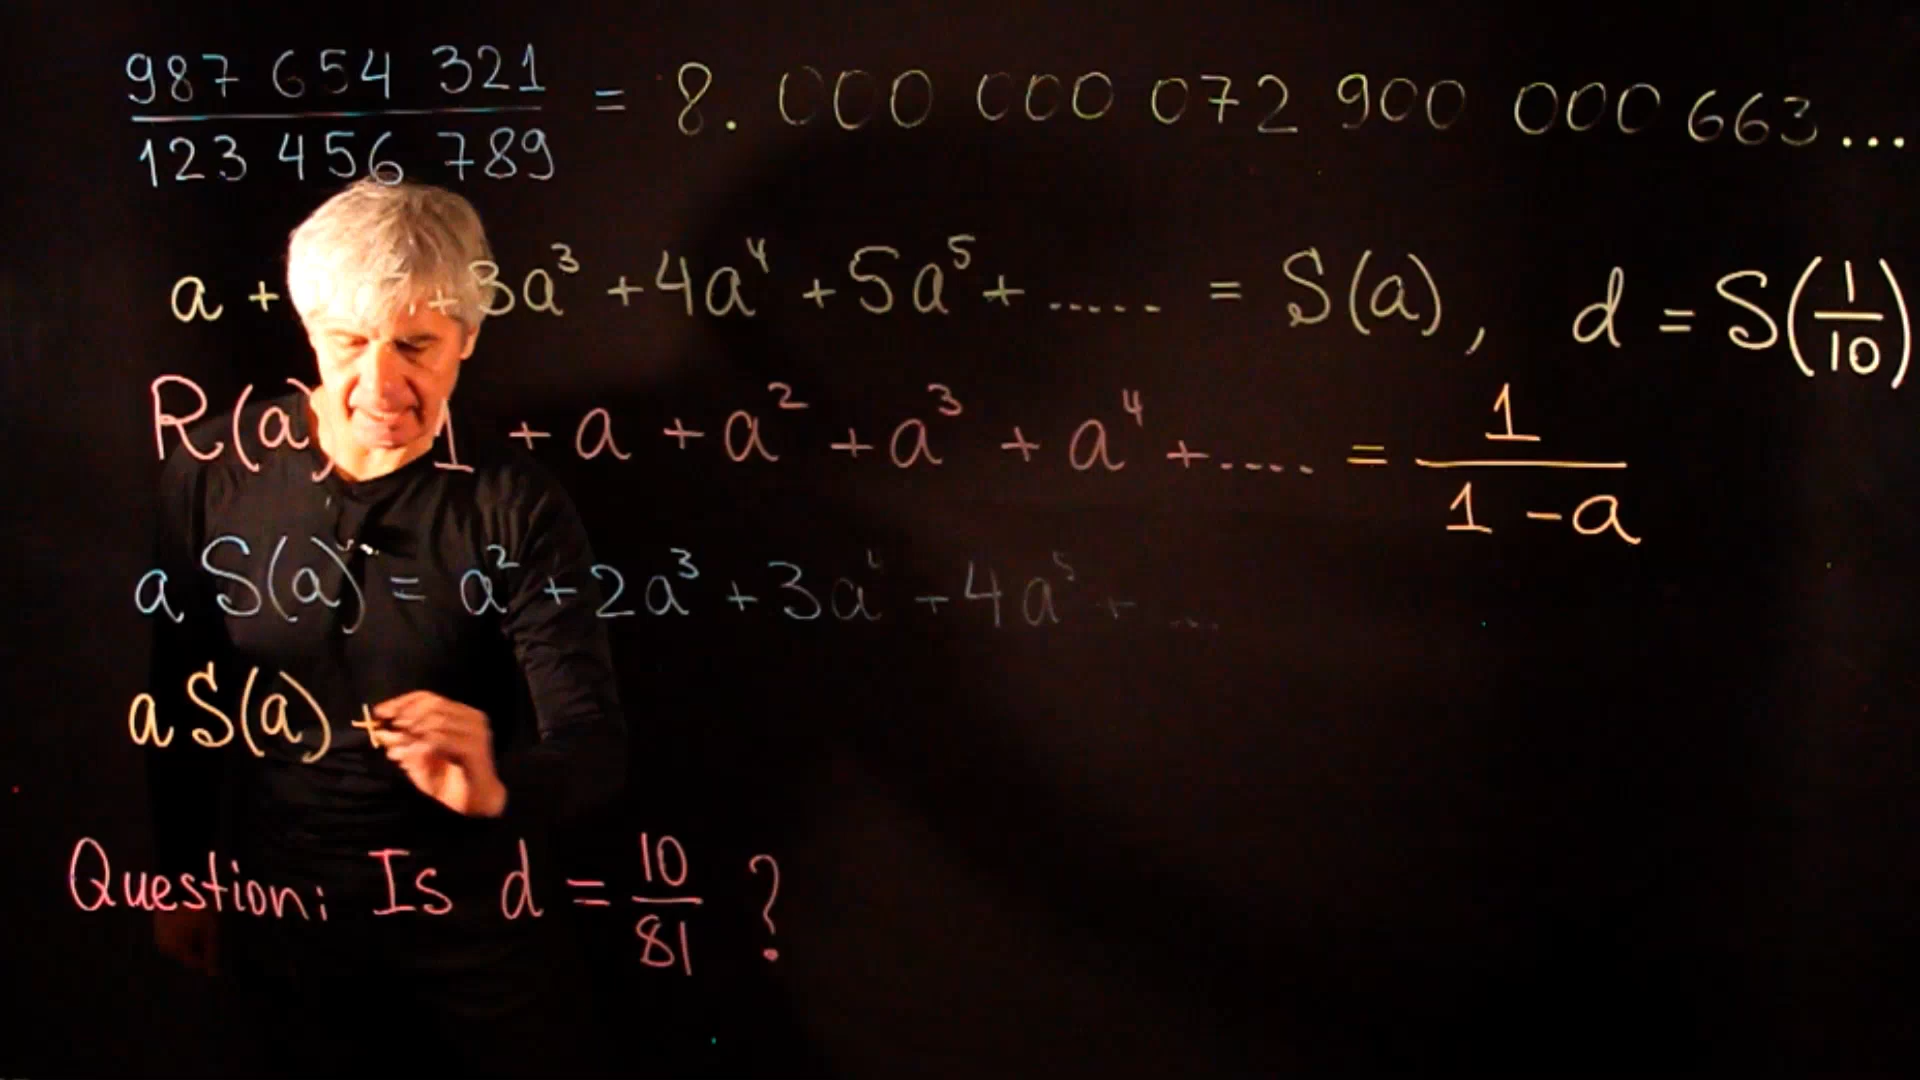 987 654 321 / 123 456 789 = 8. 000 000 072 900 000 663...
a + + 3a³ + 4a⁴ + 5a⁵ + ..... = S(a), d = S(1/10)
R(a) 1 + a + a² + a³ + a⁴ + .... = 1 / 1 - a
a S(a) = a² + 2a³ + 3a⁴ + 4a⁵ + ...
a S(a) +
Question: Is d = 10/81 ?